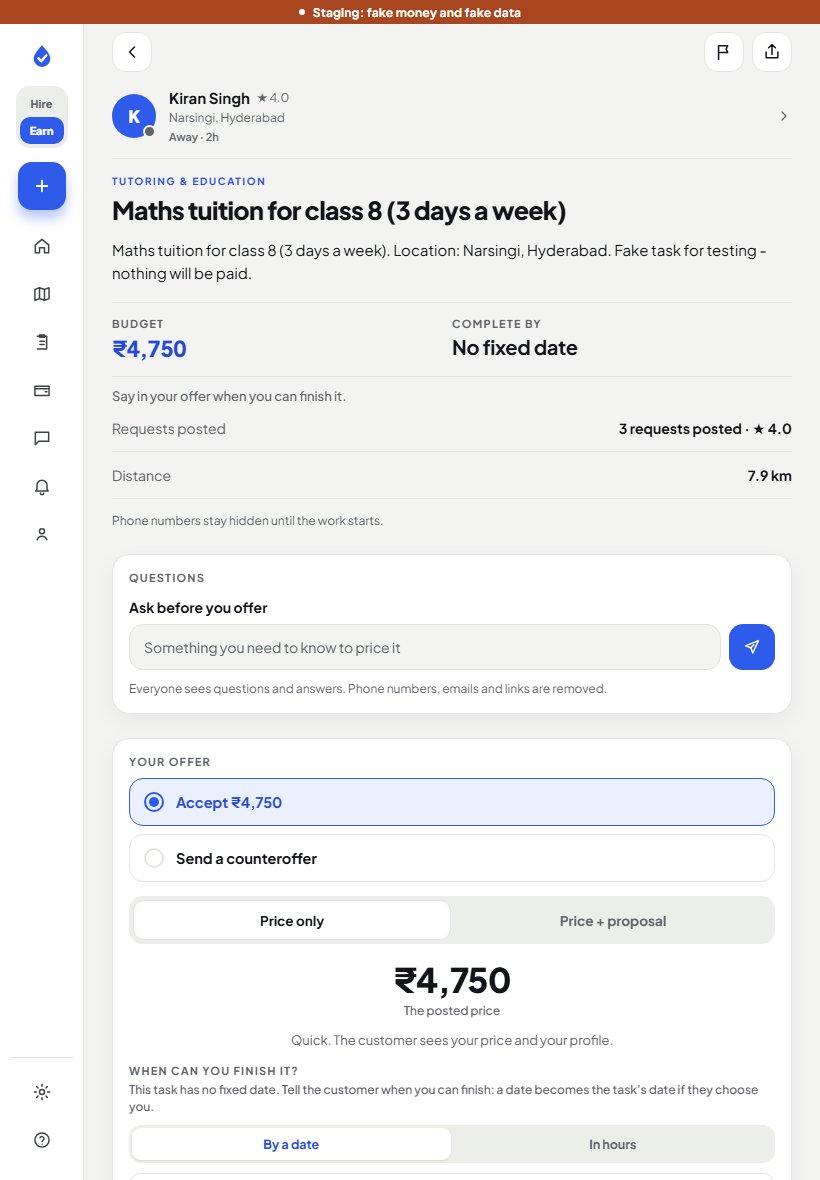 Staging: fake money and fake data
Hire
Earn
K
Kiran Singh ★ 4.0
Narsingi, Hyderabad
Away · 2h
TUTORING & EDUCATION
Maths tuition for class 8 (3 days a week)
Maths tuition for class 8 (3 days a week). Location: Narsingi, Hyderabad. Fake task for testing -
nothing will be paid.
BUDGET
₹4,750
COMPLETE BY
No fixed date
Say in your offer when you can finish it.
Requests posted
3 requests posted · ★ 4.0
Distance
7.9 km
Phone numbers stay hidden until the work starts.
QUESTIONS
Ask before you offer
Something you need to know to price it
Everyone sees questions and answers. Phone numbers, emails and links are removed.
YOUR OFFER
Accept ₹4,750
Send a counteroffer
Price only
Price + proposal
₹4,750
The posted price
Quick. The customer sees your price and your profile.
WHEN CAN YOU FINISH IT?
This task has no fixed date. Tell the customer when you can finish: a date becomes the task's date if they choose
you.
By a date
In hours